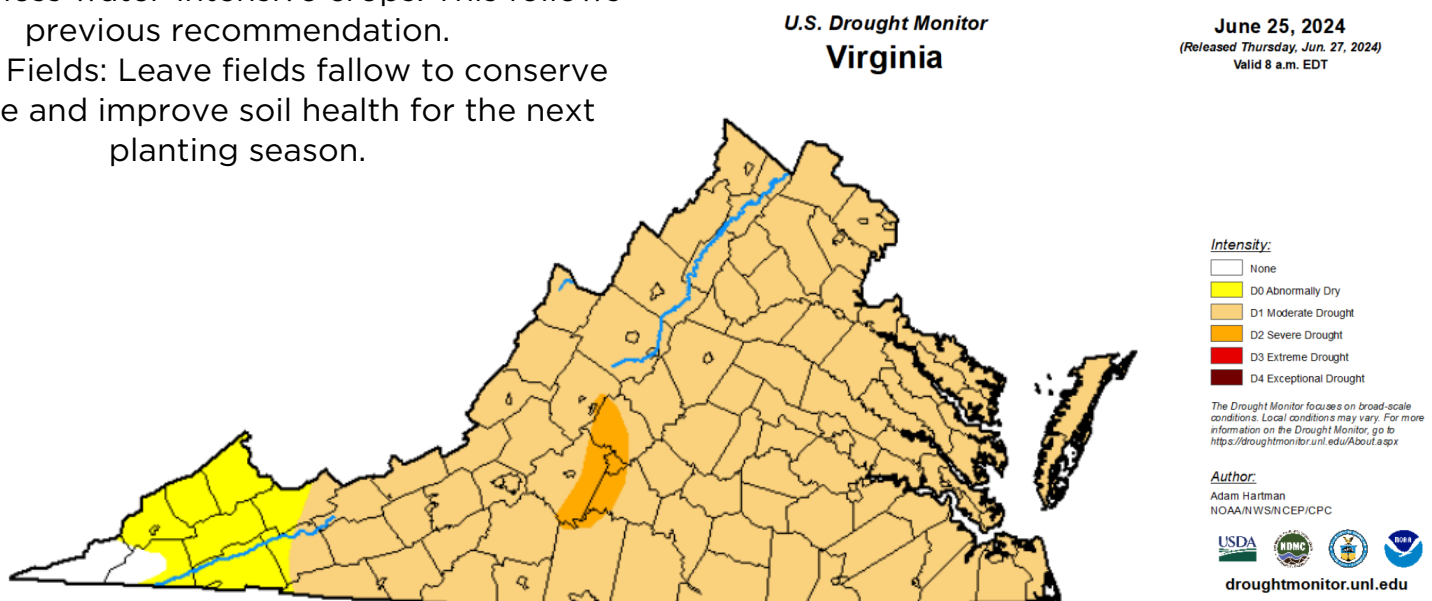 previous recommendation.
Fields: Leave fields fallow to conserve
e and improve soil health for the next
planting season.
U.S. Drought Monitor
Virginia
June 25, 2024
(Released Thursday, Jun. 27, 2024)
Valid 8 a.m. EDT
Intensity:
None
D0 Abnormally Dry
D1 Moderate Drought
D2 Severe Drought
D3 Extreme Drought
D4 Exceptional Drought
The Drought Monitor focuses on broad-scale
conditions. Local conditions may vary. For more
information on the Drought Monitor, go to
https://droughtmonitor.unl.edu/About.aspx
Author:
Adam Hartman
NOAA/NWS/NCEP/CPC
USDA
NDMC
NOAA
droughtmonitor.unl.edu